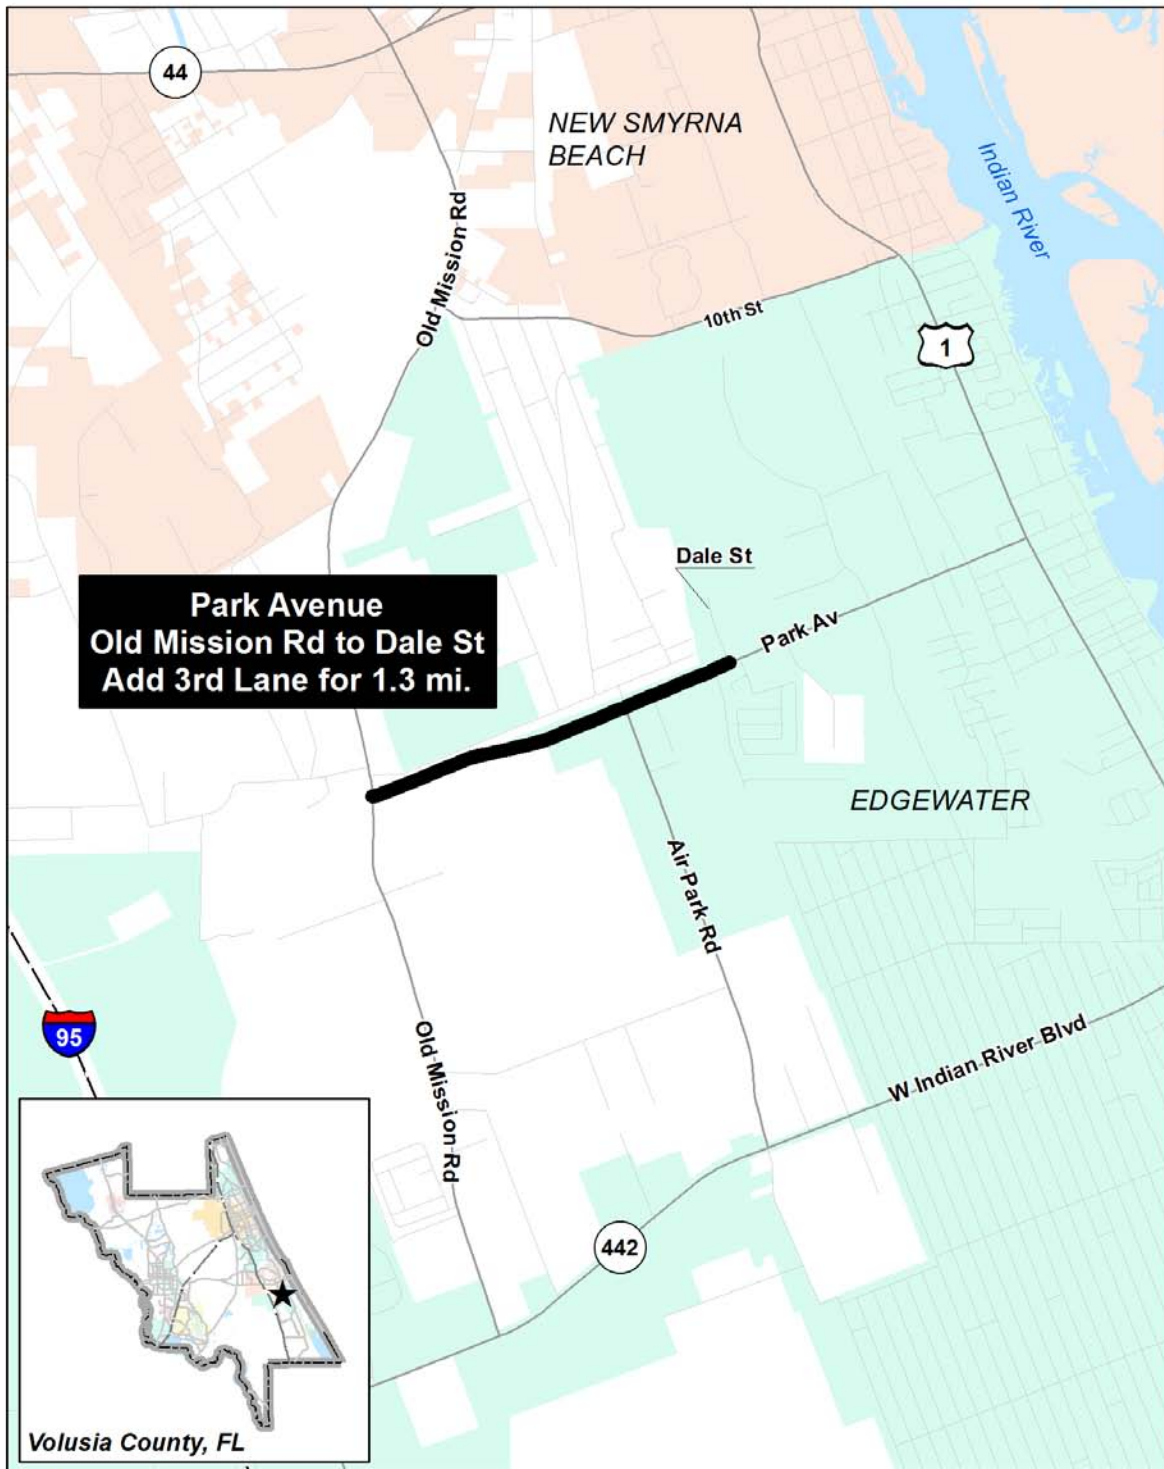 44
NEW SMYRNA
BEACH
Indian River
Old Mission Rd
10th St
1
Dale St
Park Avenue
Old Mission Rd to Dale St
Add 3rd Lane for 1.3 mi.
Park Av
EDGEWATER
Air Park Rd
95
Old Mission Rd
W Indian River Blvd
442
Volusia County, FL